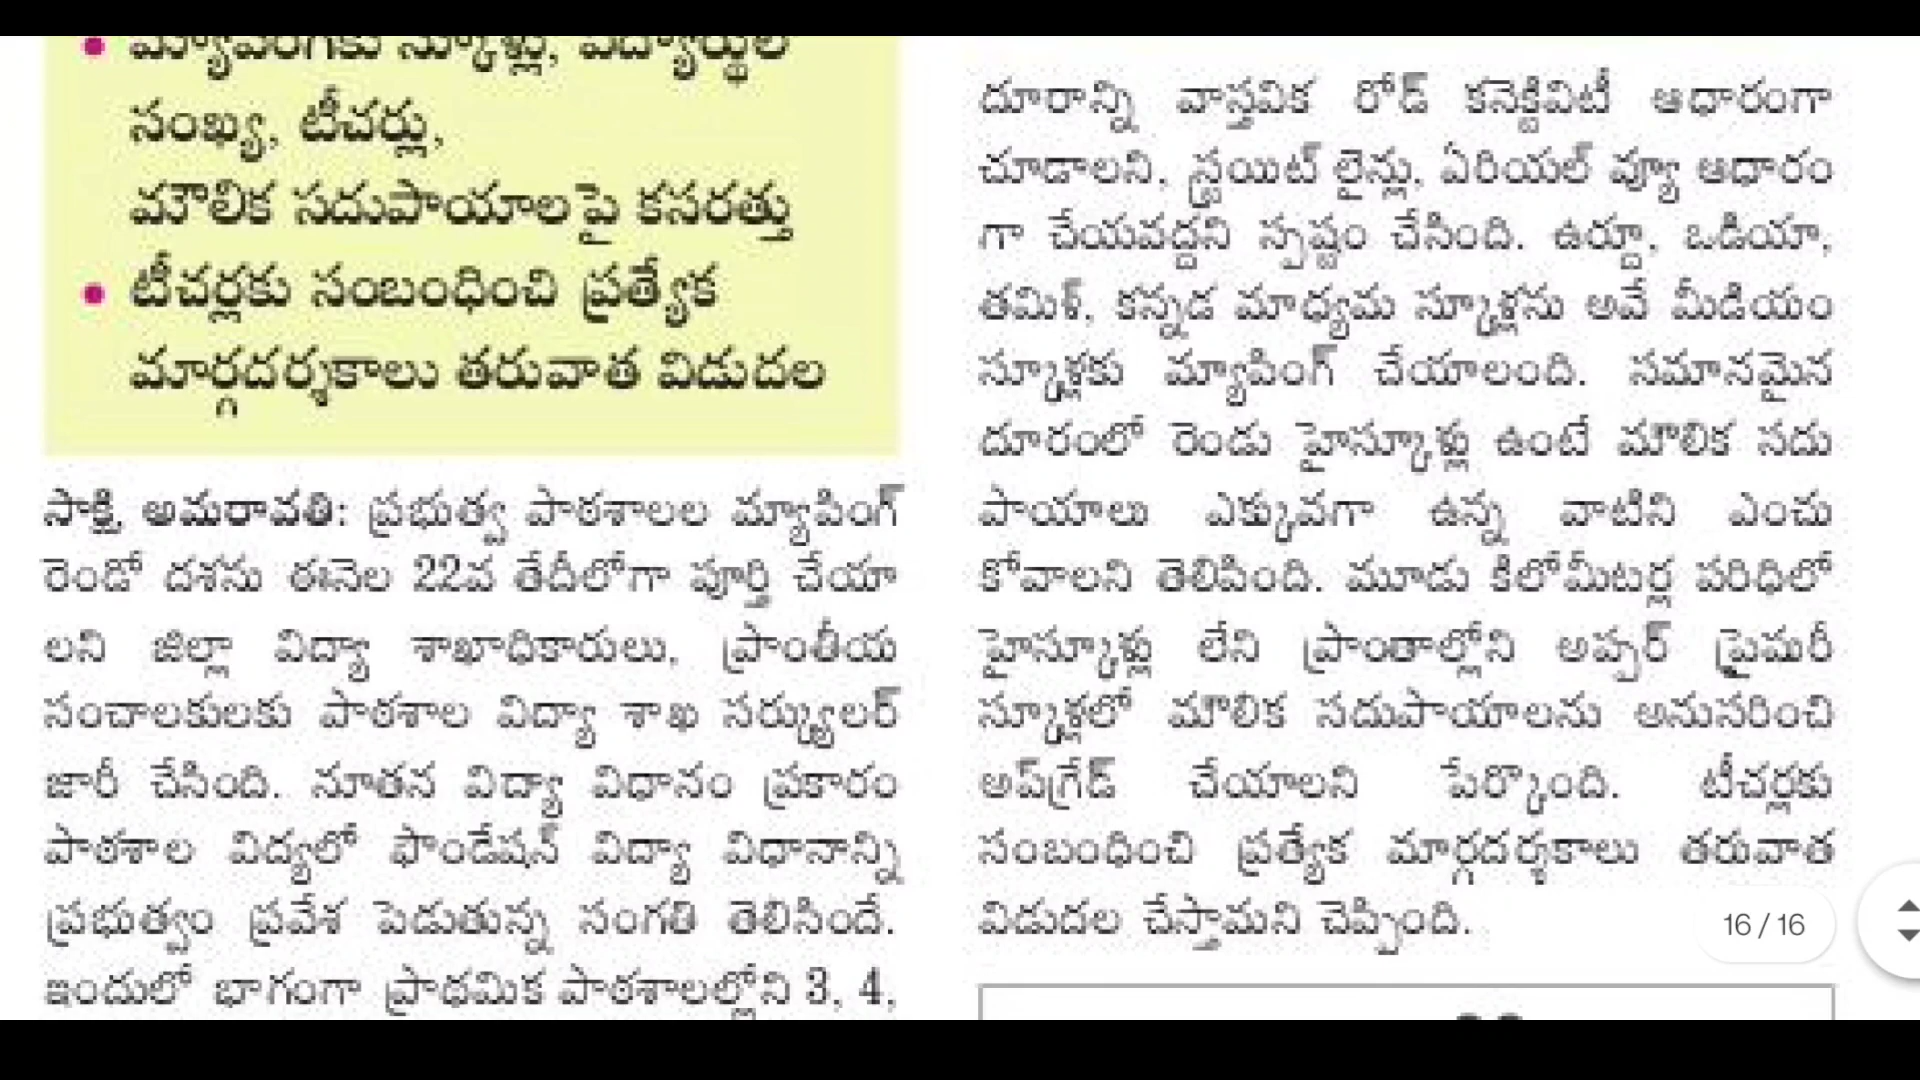 మ్యాపింగ్‌కు స్కూళ్లు, విద్యార్థుల
సంఖ్య, టీచర్లు,
మౌలిక సదుపాయాలపై కసరత్తు
టీచర్లకు సంబంధించి ప్రత్యేక
మార్గదర్శకాలు తరువాత విడుదల
సాక్షి, అమరావతి: ప్రభుత్వ పాఠశాలల మ్యాపింగ్
రెండో దశను ఈనెల 22వ తేదీలోగా పూర్తి చేయా
లని జిల్లా విద్యా శాఖాధికారులు, ప్రాంతీయ
సంచాలకులకు పాఠశాల విద్యా శాఖ సర్క్యులర్
జారీ చేసింది. నూతన విద్యా విధానం ప్రకారం
పాఠశాల విద్యలో ఫౌండేషన్ విద్యా విధానాన్ని
ప్రభుత్వం ప్రవేశ పెడుతున్న సంగతి తెలిసిందే.
ఇందులో భాగంగా ప్రాథమిక పాఠశాలల్లోని 3, 4,
దూరాన్ని వాస్తవిక రోడ్ కనెక్టివిటీ ఆధారంగా
చూడాలని, స్ట్రయిట్ లైన్లు, ఏరియల్ వ్యూ ఆధారం
గా చేయవద్దని స్పష్టం చేసింది. ఉర్దూ, ఒడియా,
తమిళ్, కన్నడ మాధ్యమ స్కూళ్లను అవే మీడియం
స్కూళ్లకు మ్యాపింగ్ చేయాలంది. సమానమైన
దూరంలో రెండు హైస్కూళ్లు ఉంటే మౌలిక సదు
పాయాలు ఎక్కువగా ఉన్న వాటిని ఎంచు
కోవాలని తెలిపింది. మూడు కిలోమీటర్ల పరిధిలో
హైస్కూళ్లు లేని ప్రాంతాల్లోని అప్పర్ ప్రైమరీ
స్కూళ్లలో మౌలిక సదుపాయాలను అనుసరించి
అప్‌గ్రేడ్ చేయాలని పేర్కొంది. టీచర్లకు
సంబంధించి ప్రత్యేక మార్గదర్శకాలు తరువాత
విడుదల చేస్తామని చెప్పింది.
16 / 16